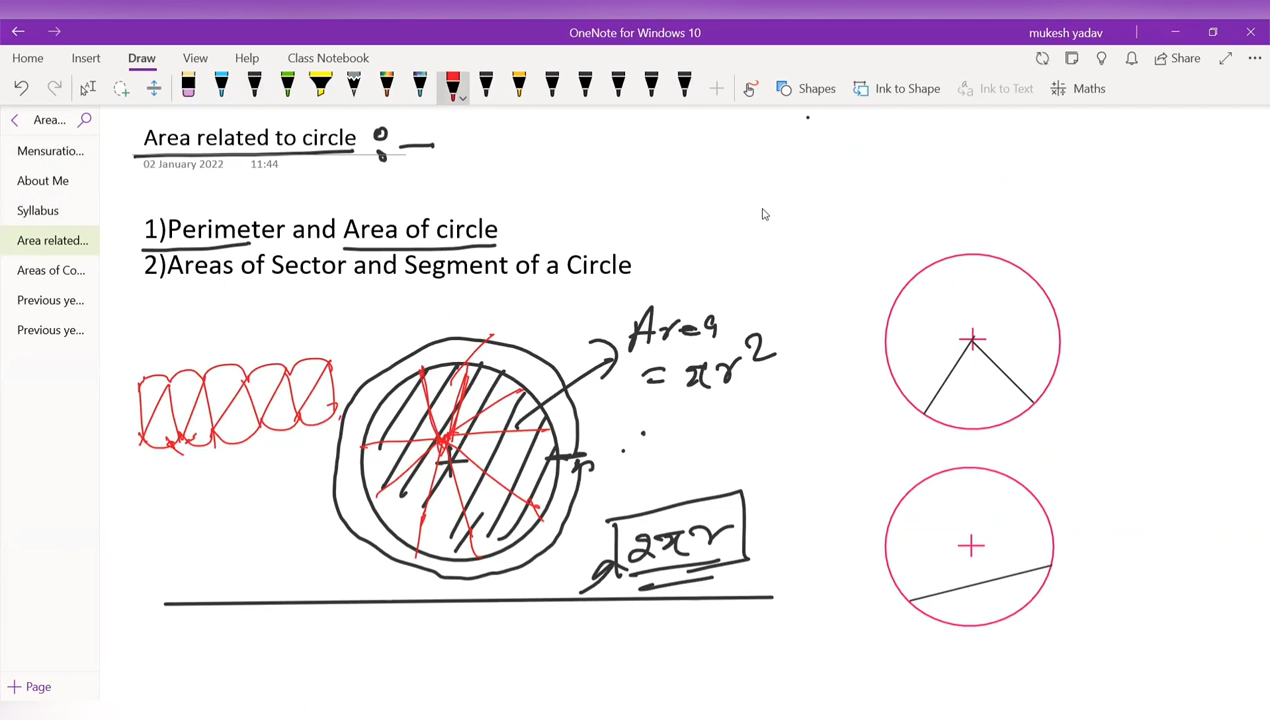 OneNote for Windows 10
mukesh yadav
Home Insert Draw View Help Class Notebook
Share
Shapes Ink to Shape Ink to Text Maths
Area...
Mensuratio...
About Me
Syllabus
Area related...
Areas of Co...
Previous ye...
Previous ye...
Page
Area related to circle :—
02 January 2022 11:44
1)Perimeter and Area of circle
2)Areas of Sector and Segment of a Circle
Area
= πr²
2πr